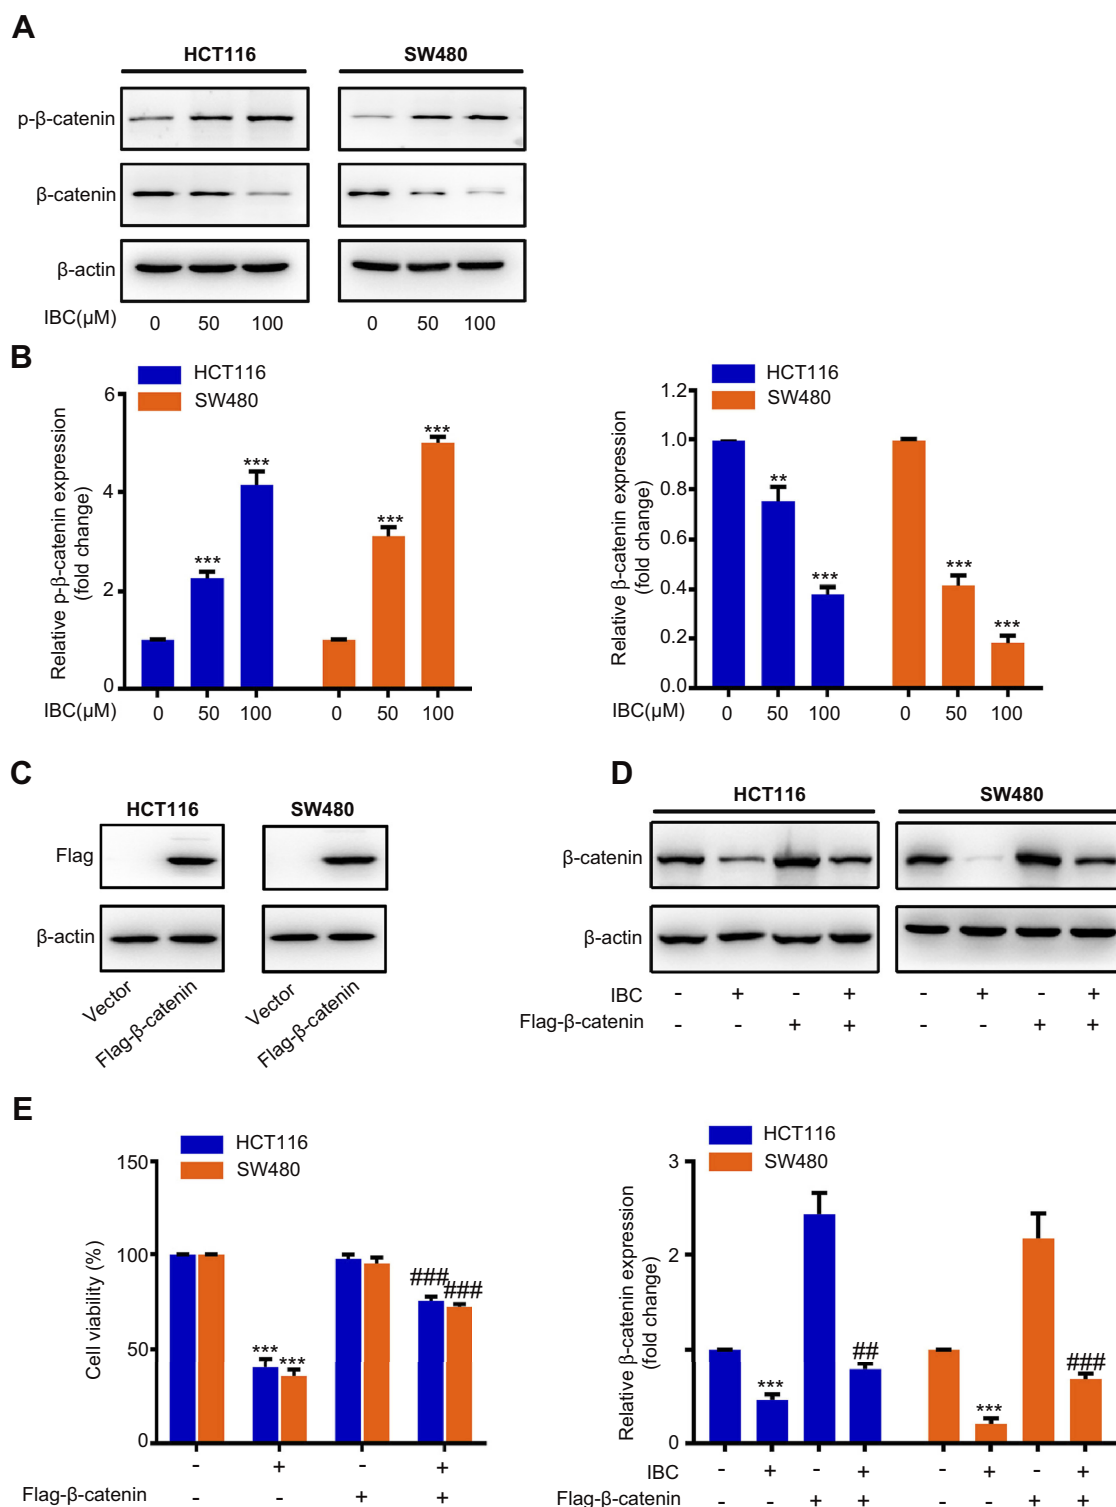 A
HCT116 SW480
p-β-catenin
β-catenin
β-actin
IBC(μM) 0 50 100 0 50 100
B
HCT116
SW480
Relative p-β-catenin expression
(fold change)
6
4
2
0
*** *** *** ***
IBC(μM) 0 50 100 0 50 100
HCT116
SW480
Relative β-catenin expression
(fold change)
1.2
1.0
0.8
0.6
0.4
0.2
0.0
** *** *** ***
IBC(μM) 0 50 100 0 50 100
C
HCT116 SW480
Flag
β-actin
Vector Flag-β-catenin Vector Flag-β-catenin
D
HCT116 SW480
β-catenin
β-actin
IBC - + - + - + - +
Flag-β-catenin - - + + - - + +
E
HCT116
SW480
Cell viability (%)
150
100
50
0
*** *** ### ###
- + - +
Flag-β-catenin - - + +
HCT116
SW480
Relative β-catenin expression
(fold change)
3
2
1
0
*** ## *** ###
IBC - + - + - + - +
Flag-β-catenin - - + + - - + +